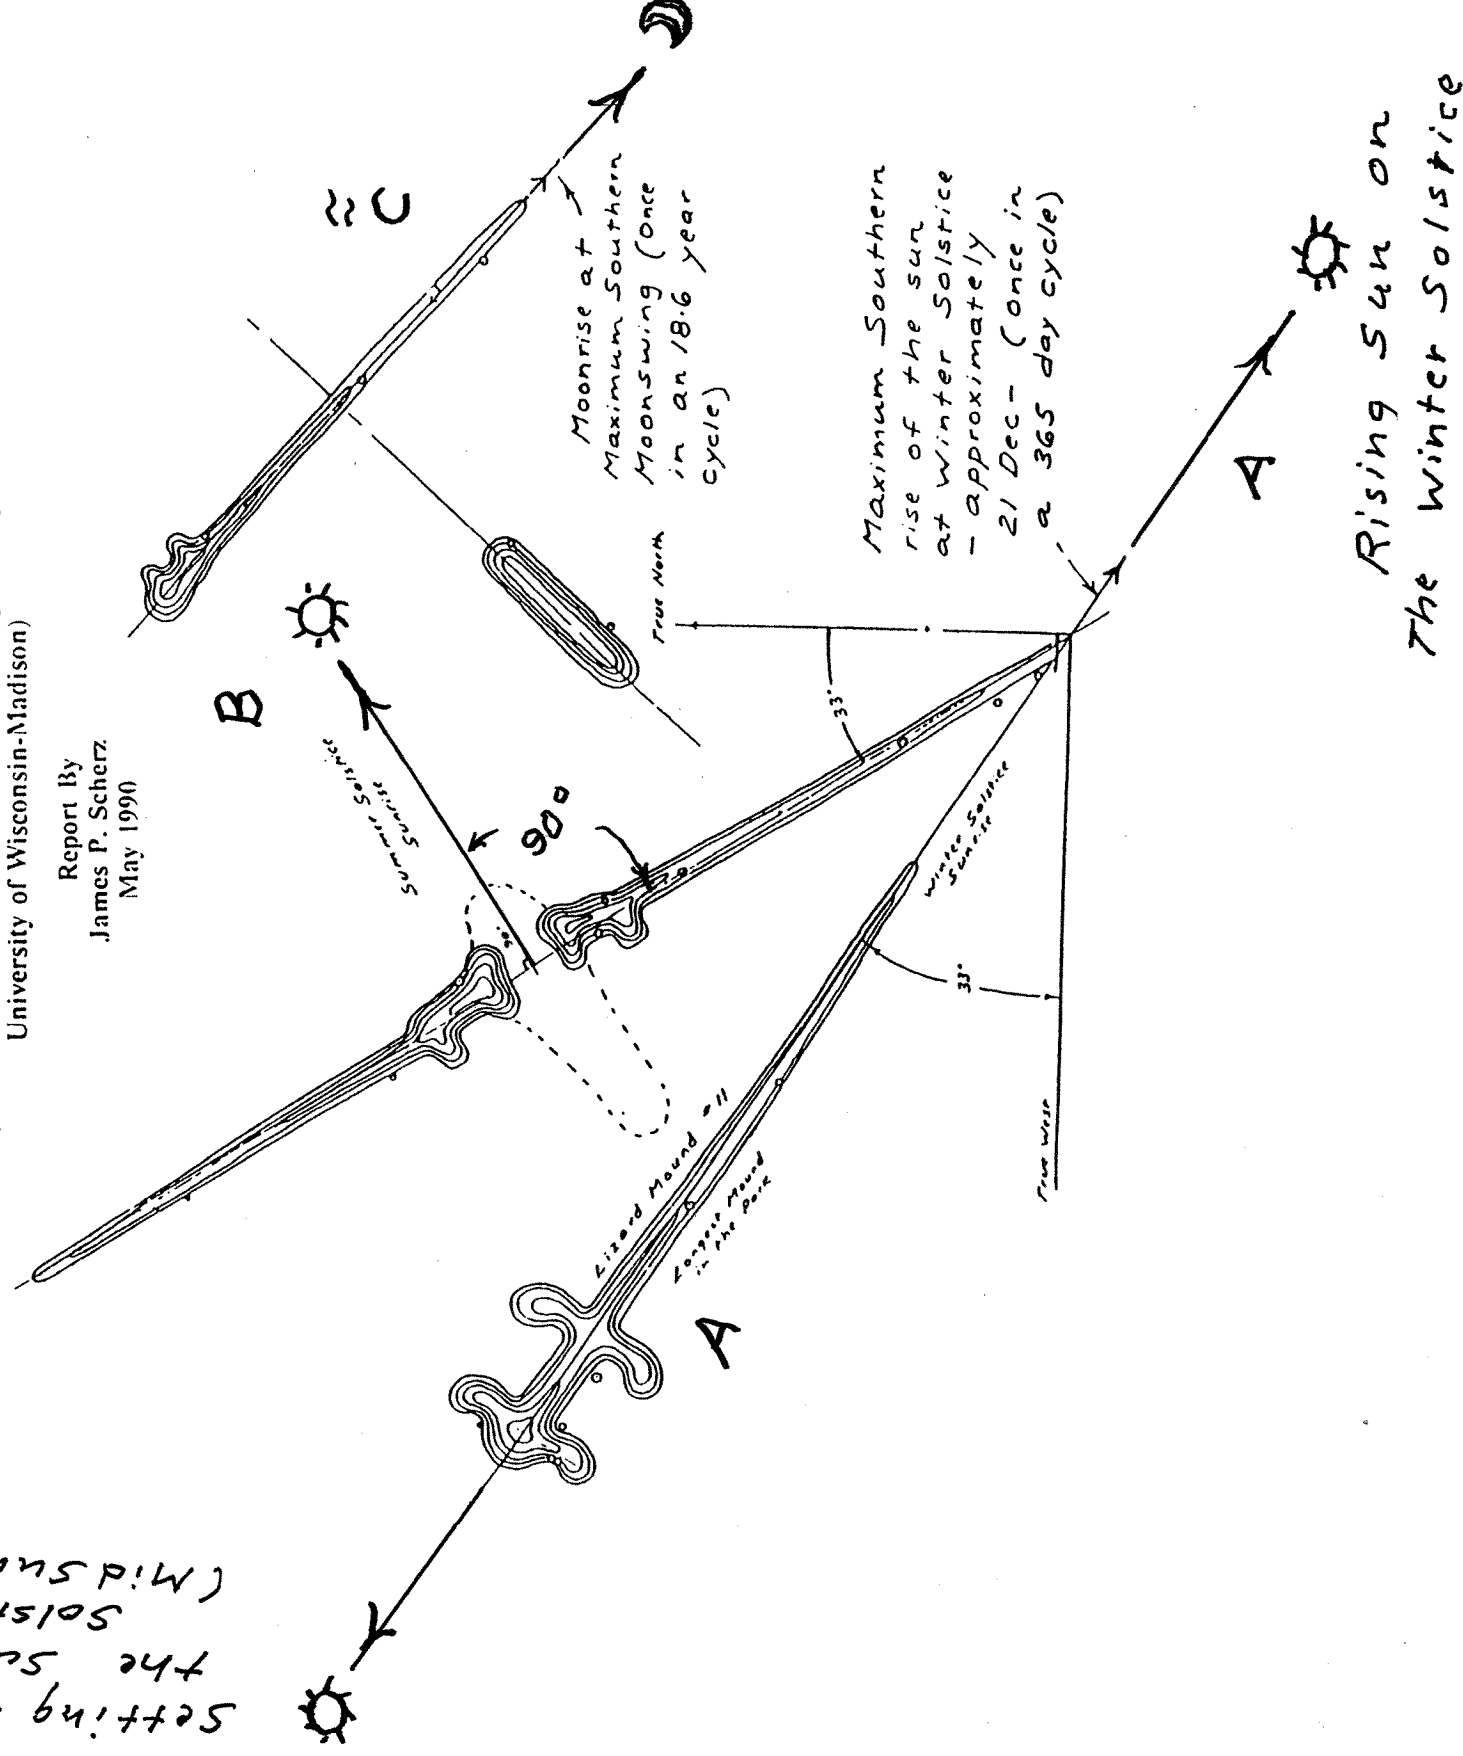 University of Wisconsin-Madison)
Report By
James P. Scherz
May 1990
≈
C
Moonrise at
Maximum Southern
Moonswing (once
in an 18.6 year
cycle)
B
Summer Solstice
Sunrise
90°
90°
True North
33°
Maximum Southern
rise of the sun
at winter Solstice
- approximately
21 Dec - (once in
a 365 day cycle)
A
Rising Sun on
The Winter Solstice
Winter Solstice
Sunrise
33°
True West
Lizard Mound #11
Longest Mound
in the Park
A
Setting
the
(Mid